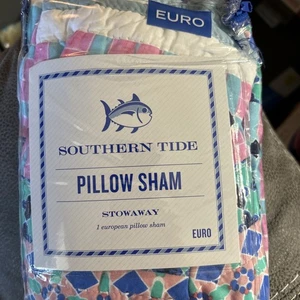 EURO
SOUTHERN TIDE
PILLOW SHAM
STOWAWAY
1 european pillow sham
EURO